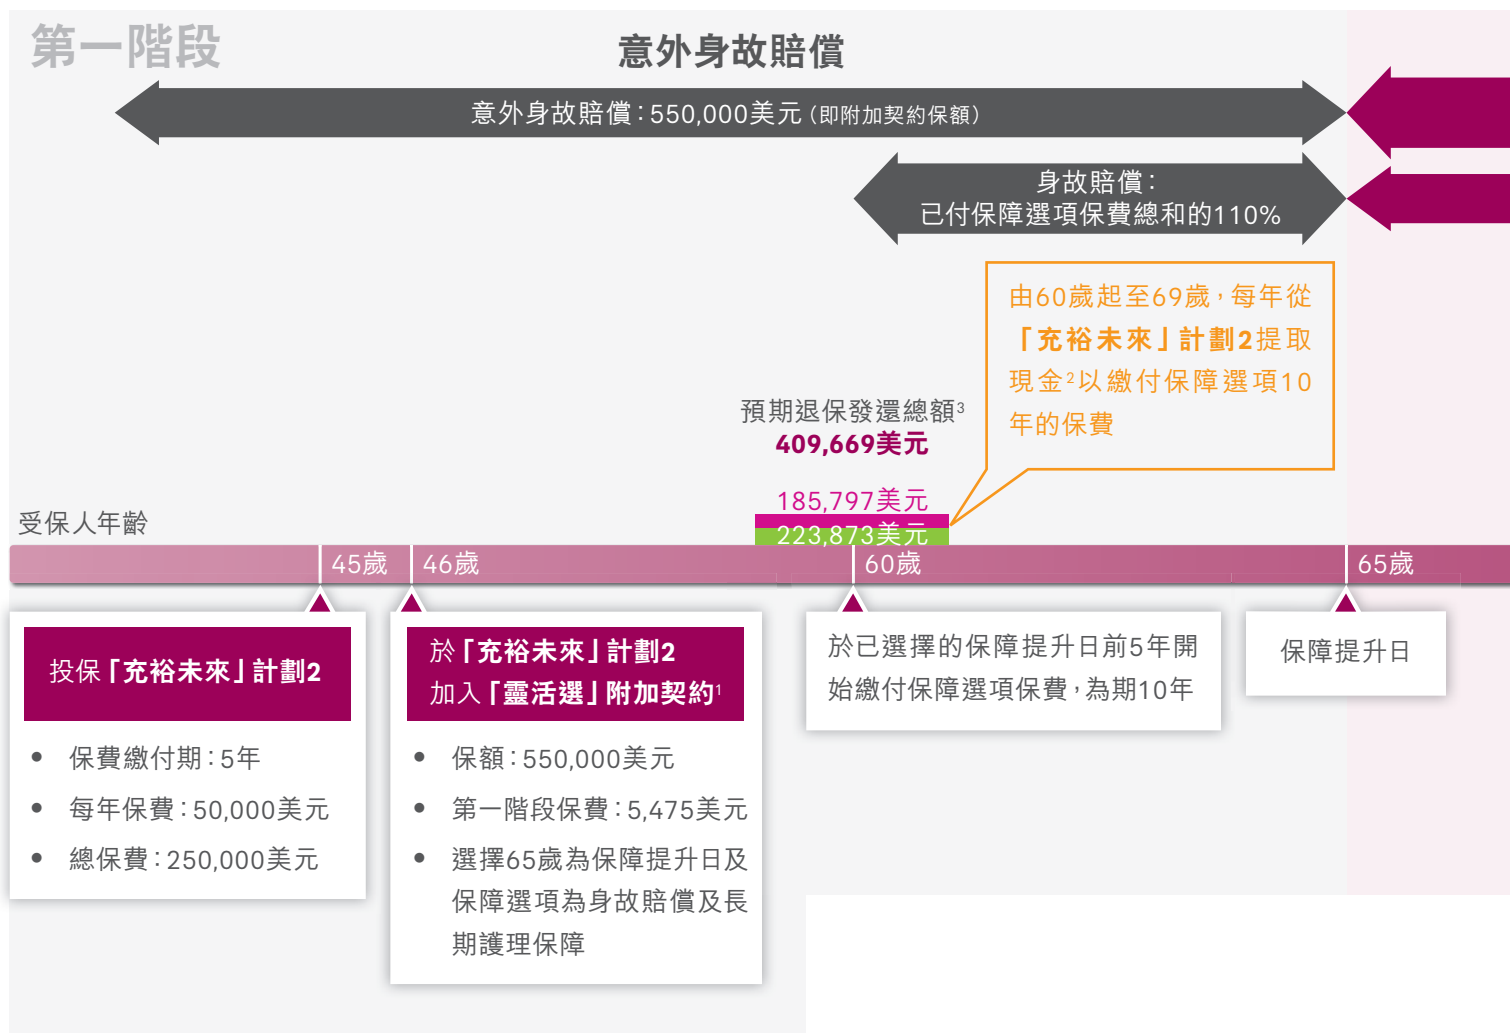 第一階段
意外身故賠償
意外身故賠償：550,000美元（即附加契約保額）
身故賠償：
已付保障選項保費總和的110%
由60歲起至69歲，每年從
「充裕未來」計劃2提取
現金2以繳付保障選項10
年的保費
預期退保發還總額3
409,669美元
185,797美元
223,873美元
受保人年齡
45歲
46歲
60歲
65歲
投保「充裕未來」計劃2
• 保費繳付期：5年
• 每年保費：50,000美元
• 總保費：250,000美元
於「充裕未來」計劃2
加入「靈活選」附加契約1
• 保額：550,000美元
• 第一階段保費：5,475美元
• 選擇65歲為保障提升日及
保障選項為身故賠償及長
期護理保障
於已選擇的保障提升日前5年開
始繳付保障選項保費，為期10年
保障提升日